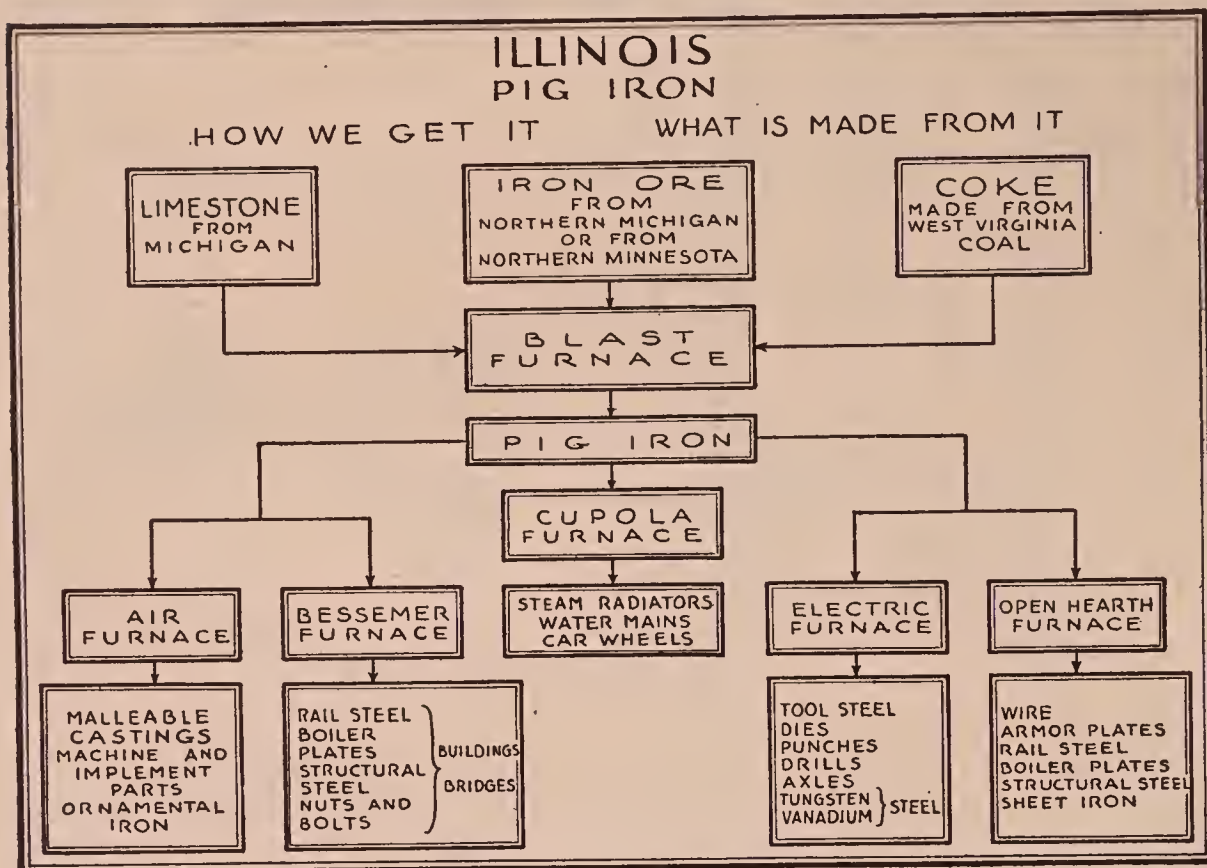 ILLINOIS
PIG IRON
HOW WE GET IT WHAT IS MADE FROM IT
LIMESTONE
FROM
MICHIGAN
IRON ORE
FROM
NORTHERN MICHIGAN
OR FROM
NORTHERN MINNESOTA
COKE
MADE FROM
WEST VIRGINIA
COAL
BLAST
FURNACE
PIG IRON
CUPOLA
FURNACE
AIR
FURNACE
BESSEMER
FURNACE
STEAM RADIATORS
WATER MAINS
CAR WHEELS
ELECTRIC
FURNACE
OPEN HEARTH
FURNACE
MALLEABLE
CASTINGS
MACHINE AND
IMPLEMENT
PARTS
ORNAMENTAL
IRON
RAIL STEEL
BOILER
PLATES
STRUCTURAL
STEEL
NUTS AND
BOLTS
BUILDINGS
BRIDGES
TOOL STEEL
DIES
PUNCHES
DRILLS
AXLES
TUNGSTEN
VANADIUM
STEEL
WIRE
ARMOR PLATES
RAIL STEEL
BOILER PLATES
STRUCTURAL STEEL
SHEET IRON